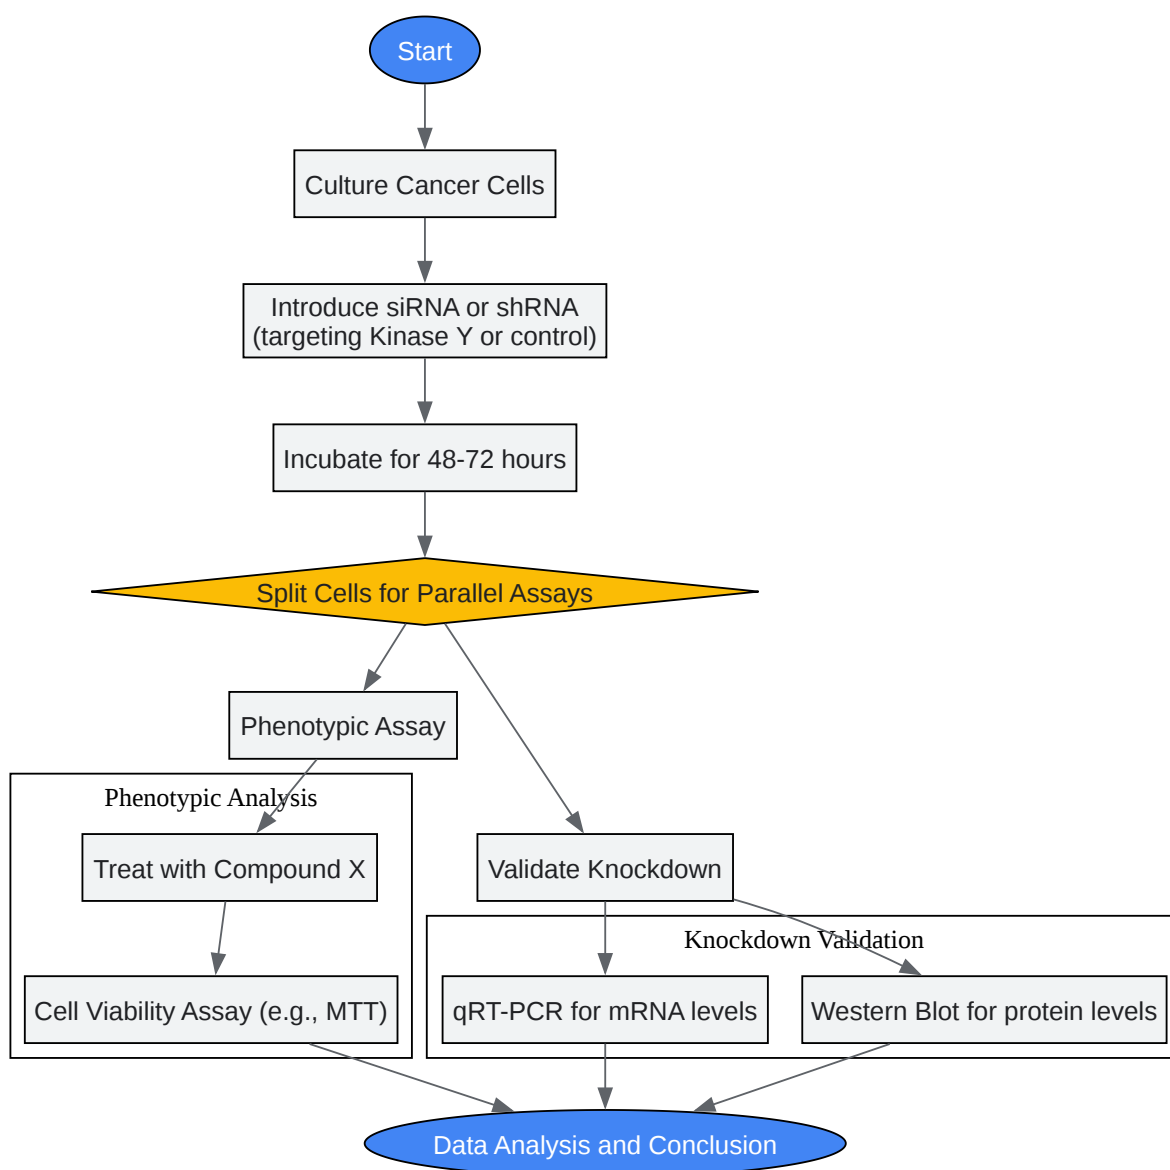 Start
Culture Cancer Cells
Introduce siRNA or shRNA
(targeting Kinase Y or control)
Incubate for 48-72 hours
Split Cells for Parallel Assays
Phenotypic Assay
Phenotypic Analysis
Treat with Compound X
Validate Knockdown
Knockdown Validation
Cell Viability Assay (e.g., MTT)
qRT-PCR for mRNA levels
Western Blot for protein levels
Data Analysis and Conclusion